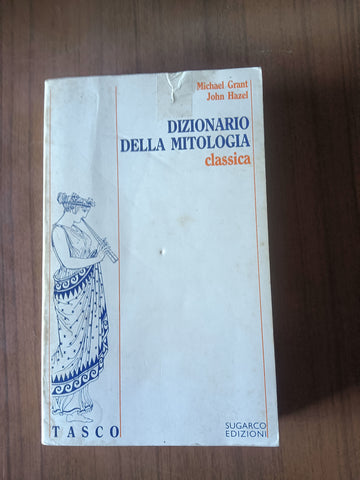 Michael Grant
John Hazel
DIZIONARIO
DELLA MITOLOGIA
classica
TASCO
SUGARCO
EDIZIONI